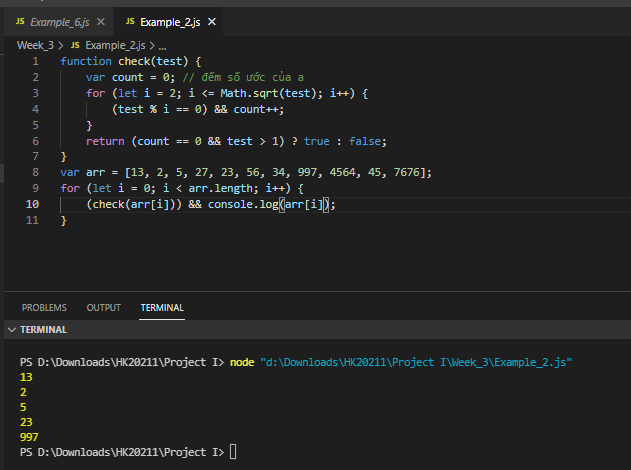 JS Example_6.js ✕ JS Example_2.js ✕
Week_3 > JS Example_2.js > ...
1 function check(test) {
2 var count = 0; // đếm số ước của a
3 for (let i = 2; i <= Math.sqrt(test); i++) {
4 (test % i == 0) && count++;
5 }
6 return (count == 0 && test > 1) ? true : false;
7 }
8 var arr = [13, 2, 5, 27, 23, 56, 34, 997, 4564, 45, 7676];
9 for (let i = 0; i < arr.length; i++) {
10 (check(arr[i])) && console.log(arr[i]);
11 }
PROBLEMS OUTPUT TERMINAL
TERMINAL
PS D:\Downloads\HK20211\Project I> node "d:\Downloads\HK20211\Project I\Week_3\Example_2.js"
13
2
5
23
997
PS D:\Downloads\HK20211\Project I>